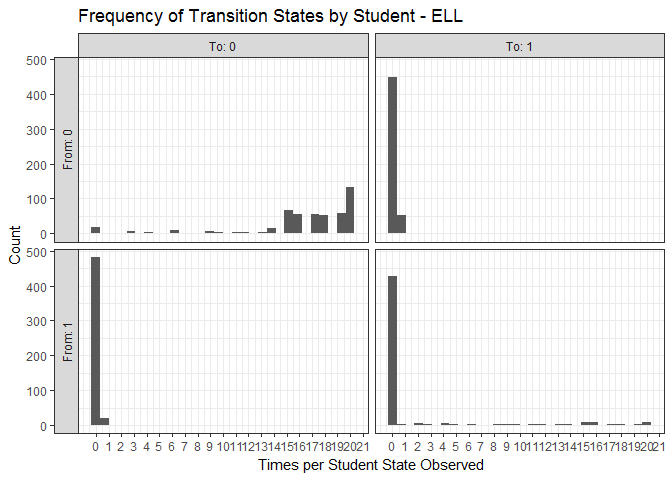 Frequency of Transition States by Student - ELL
To: 0
To: 1
500
400
300
200
100
0
From: 0
500
400
300
200
100
0
From: 1
Count
0 1 2 3 4 5 6 7 8 9 10 11 12 13 14 15 16 17 18 19 20 21
0 1 2 3 4 5 6 7 8 9 10 11 12 13 14 15 16 17 18 19 20 21
Times per Student State Observed